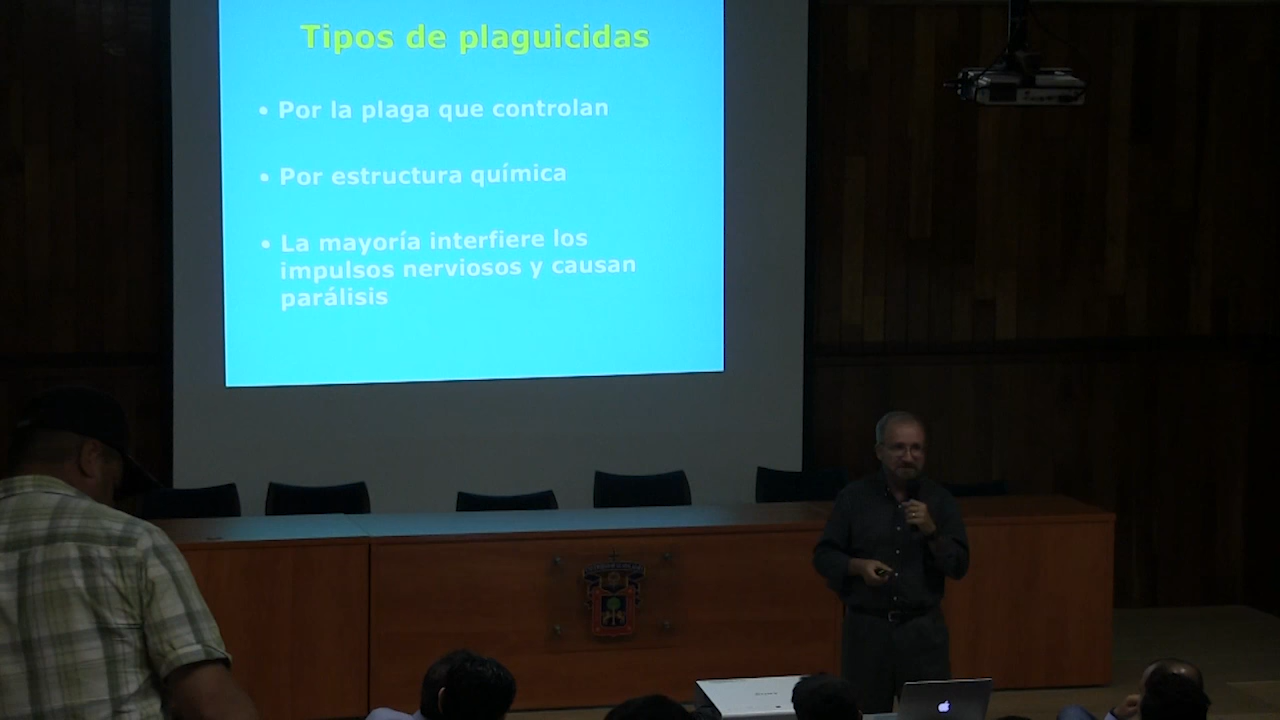 Tipos de plaguicidas
• Por la plaga que controlan
• Por estructura química
• La mayoría interfiere los
impulsos nerviosos y causan
parálisis